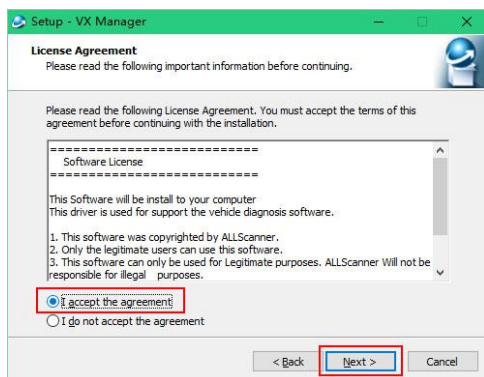 Setup - VX Manager
License Agreement
Please read the following important information before continuing.
Please read the following License Agreement. You must accept the terms of this
agreement before continuing with the installation.
===========================
Software License
===========================
This Software will be install to your computer
This driver is used for support the vehicle diagnosis software.
1. This software was copyrighted by ALLScanner.
2. Only the legitimate users can use this software.
3. This software can only be used for Legitimate purposes. ALLScanner Will not be
responsible for illegal purposes.
I accept the agreement
I do not accept the agreement
< Back Next > Cancel